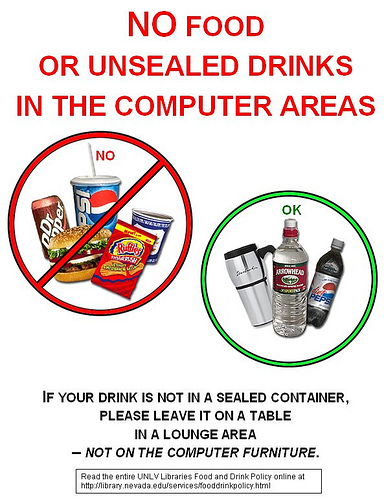 NO FOOD
OR UNSEALED DRINKS
IN THE COMPUTER AREAS
NO
Dr Pepper
PEPSI
Ruffles
OK
ARROWHEAD
PEPSI
IF YOUR DRINK IS NOT IN A SEALED CONTAINER,
PLEASE LEAVE IT ON A TABLE
IN A LOUNGE AREA
– NOT ON THE COMPUTER FURNITURE.
Read the entire UNLV Libraries Food and Drink Policy online at
http://library.nevada.edu/services/fooddrinkpolicy.html